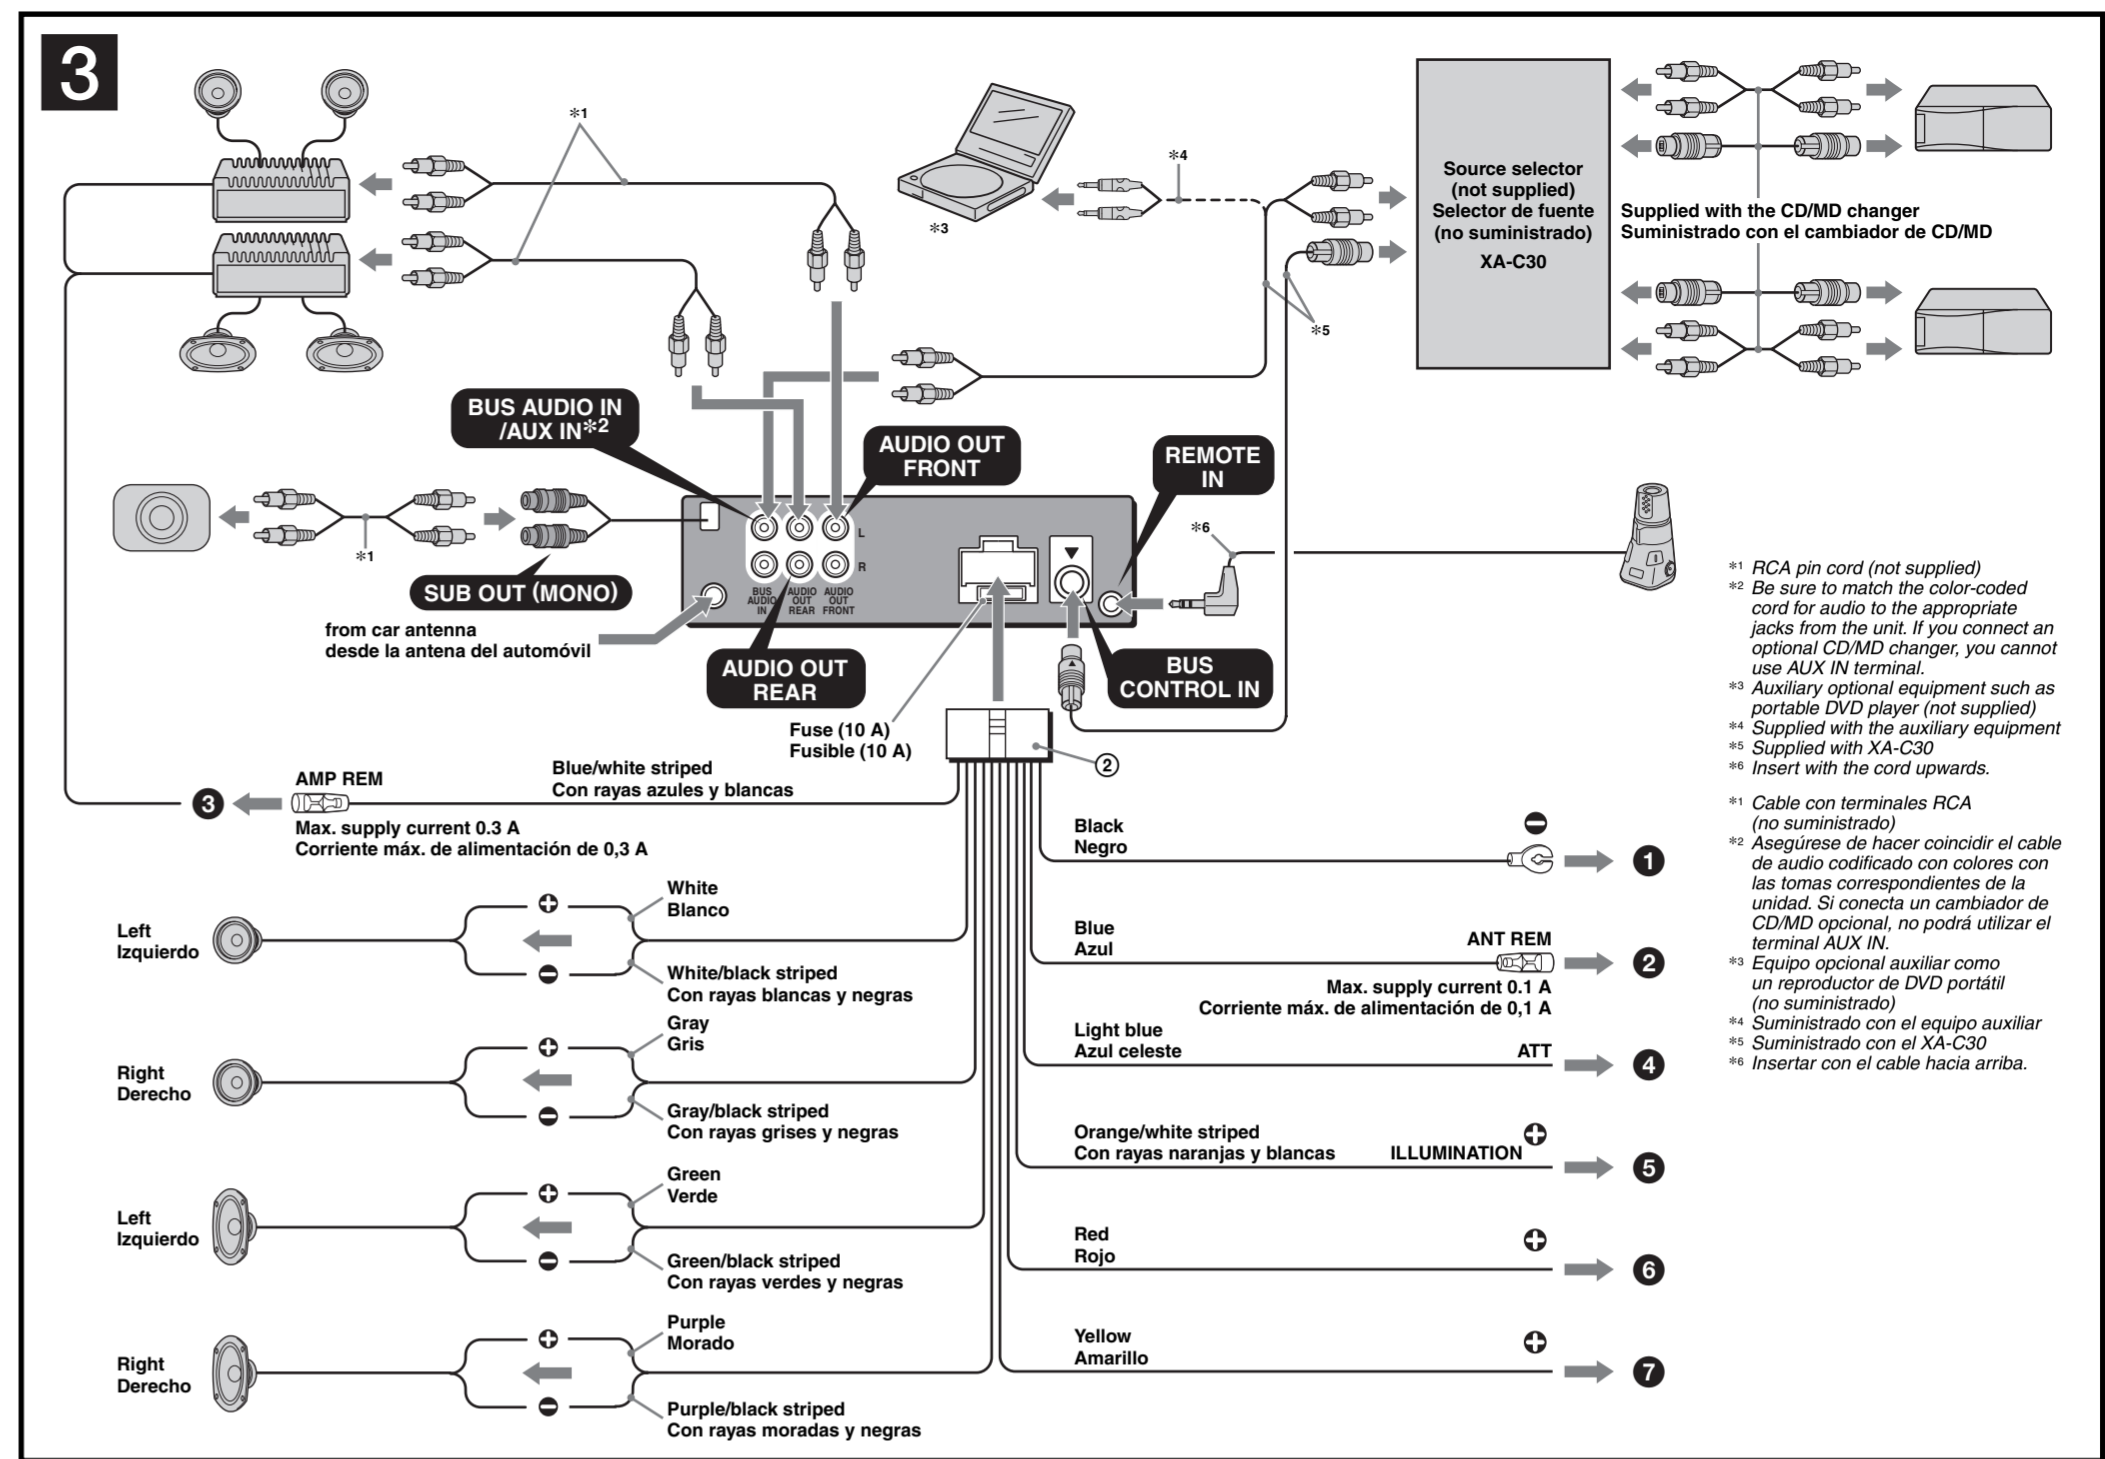 3
*1
*4
*3
*5
Source selector
(not supplied)
Selector de fuente
(no suministrado)
XA-C30
Supplied with the CD/MD changer
Suministrado con el cambiador de CD/MD
BUS AUDIO IN
/AUX IN*2
AUDIO OUT
FRONT
REMOTE
IN
*6
*1
SUB OUT (MONO)
L
R
BUS
AUDIO
IN
AUDIO
OUT
REAR
AUDIO
OUT
FRONT
from car antenna
desde la antena del automóvil
AUDIO OUT
REAR
BUS
CONTROL IN
Fuse (10 A)
Fusible (10 A)
2
AMP REM
Blue/white striped
Con rayas azules y blancas
3
Max. supply current 0.3 A
Corriente máx. de alimentación de 0,3 A
Left
Izquierdo
+
-
White
Blanco
White/black striped
Con rayas blancas y negras
Right
Derecho
+
-
Gray
Gris
Gray/black striped
Con rayas grises y negras
Left
Izquierdo
+
-
Green
Verde
Green/black striped
Con rayas verdes y negras
Right
Derecho
+
-
Purple
Morado
Purple/black striped
Con rayas moradas y negras
Black
Negro
-
1
Blue
Azul
ANT REM
2
Max. supply current 0.1 A
Corriente máx. de alimentación de 0,1 A
Light blue
Azul celeste
ATT
4
Orange/white striped
Con rayas naranjas y blancas
ILLUMINATION
+
5
Red
Rojo
+
6
Yellow
Amarillo
+
7
*1 RCA pin cord (not supplied)
*2 Be sure to match the color-coded
cord for audio to the appropriate
jacks from the unit. If you connect an
optional CD/MD changer, you cannot
use AUX IN terminal.
*3 Auxiliary optional equipment such as
portable DVD player (not supplied)
*4 Supplied with the auxiliary equipment
*5 Supplied with XA-C30
*6 Insert with the cord upwards.
*1 Cable con terminales RCA
(no suministrado)
*2 Asegúrese de hacer coincidir el cable
de audio codificado con colores con
las tomas correspondientes de la
unidad. Si conecta un cambiador de
CD/MD opcional, no podrá utilizar el
terminal AUX IN.
*3 Equipo opcional auxiliar como
un reproductor de DVD portátil
(no suministrado)
*4 Suministrado con el equipo auxiliar
*5 Suministrado con el XA-C30
*6 Insertar con el cable hacia arriba.